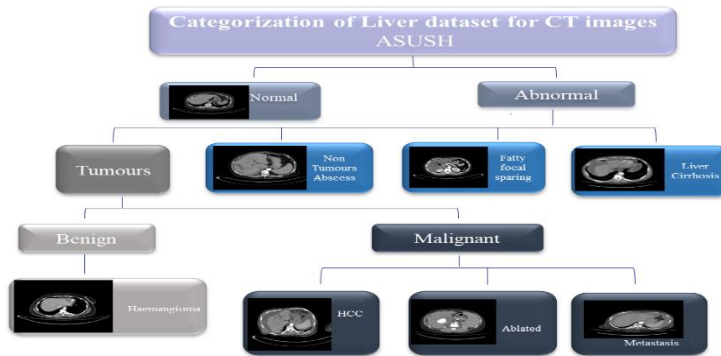 Categorization of Liver dataset for CT images
ASUSH
Normal
Abnormal
Tumours
Non
Tumours
Abscess
Fatty
focal
sparing
Liver
Cirrhosis
Benign
Malignant
Haemangioma
HCC
Ablated
Metastasis